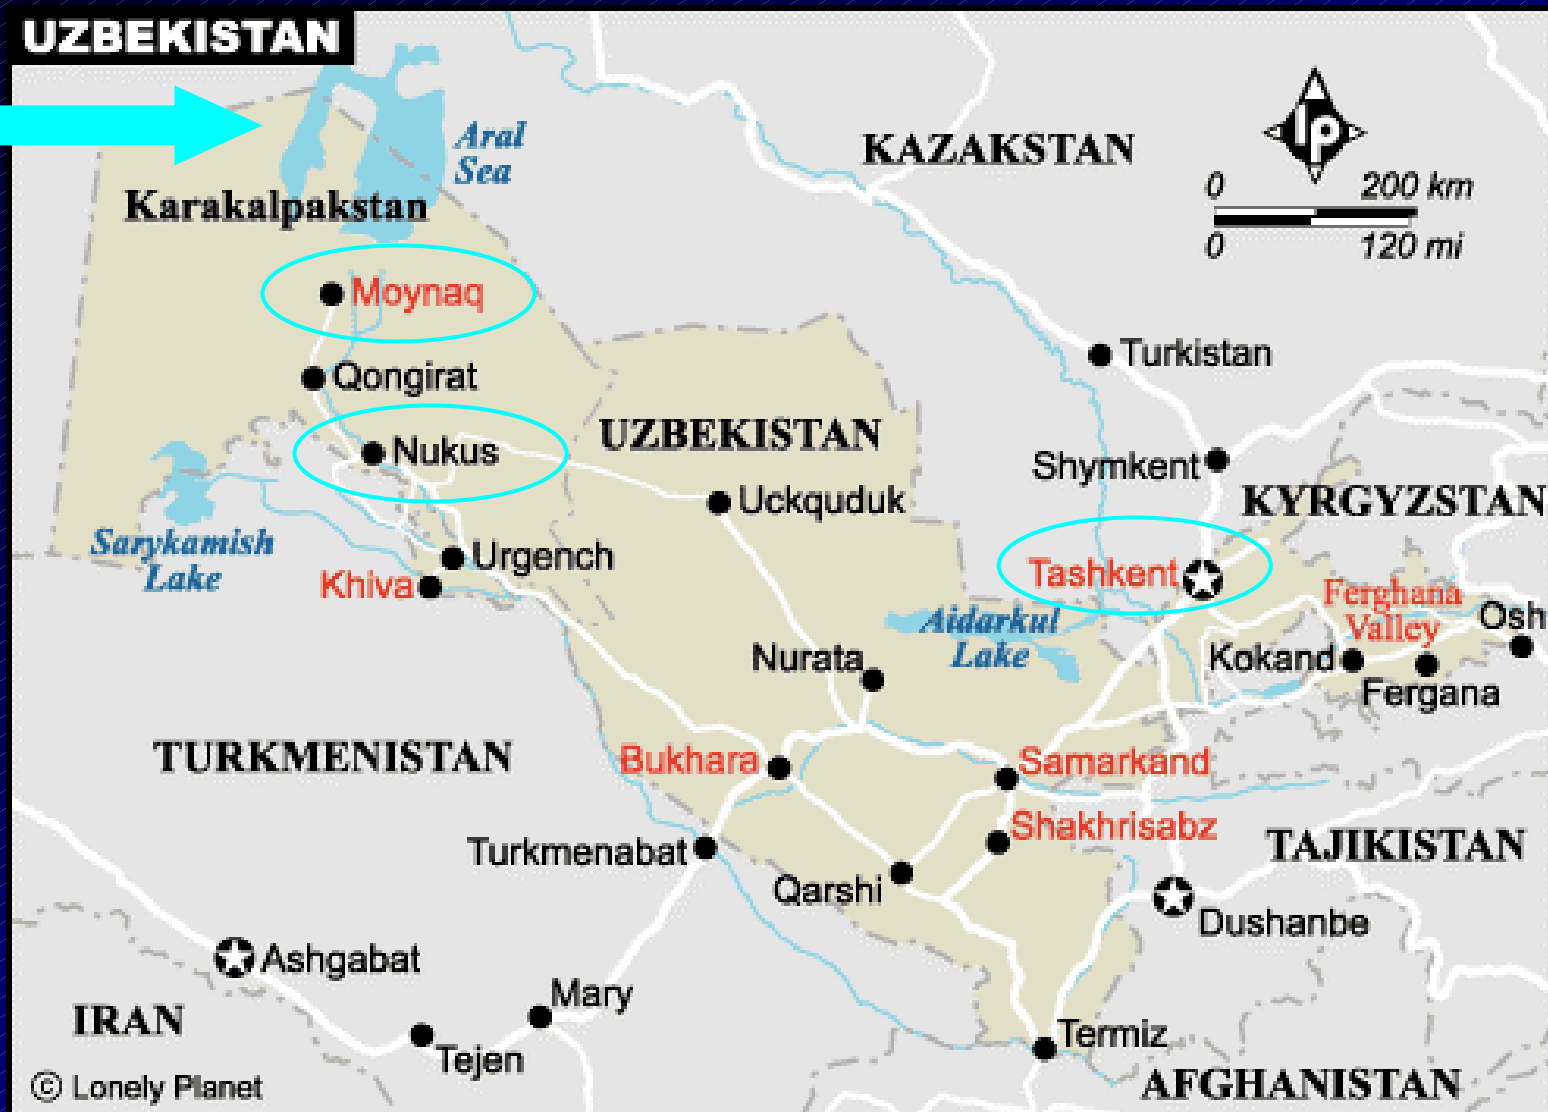 UZBEKISTAN
Aral
Sea
KAZAKSTAN
lp
0 200 km
0 120 mi
Karakalpakstan
Moynaq
Qongirat
Turkistan
Nukus
UZBEKISTAN
Shymkent
KYRGYZSTAN
Uckquduk
Sarykamish
Lake
Urgench
Khiva
Tashkent
Ferghana
Valley
Osh
Aidarkul
Lake
Nurata
Kokand
Fergana
TURKMENISTAN
Bukhara
Samarkand
Shakhrisabz
TAJIKISTAN
Turkmenabat
Qarshi
Dushanbe
Ashgabat
Mary
IRAN
Tejen
Termiz
© Lonely Planet
AFGHANISTAN